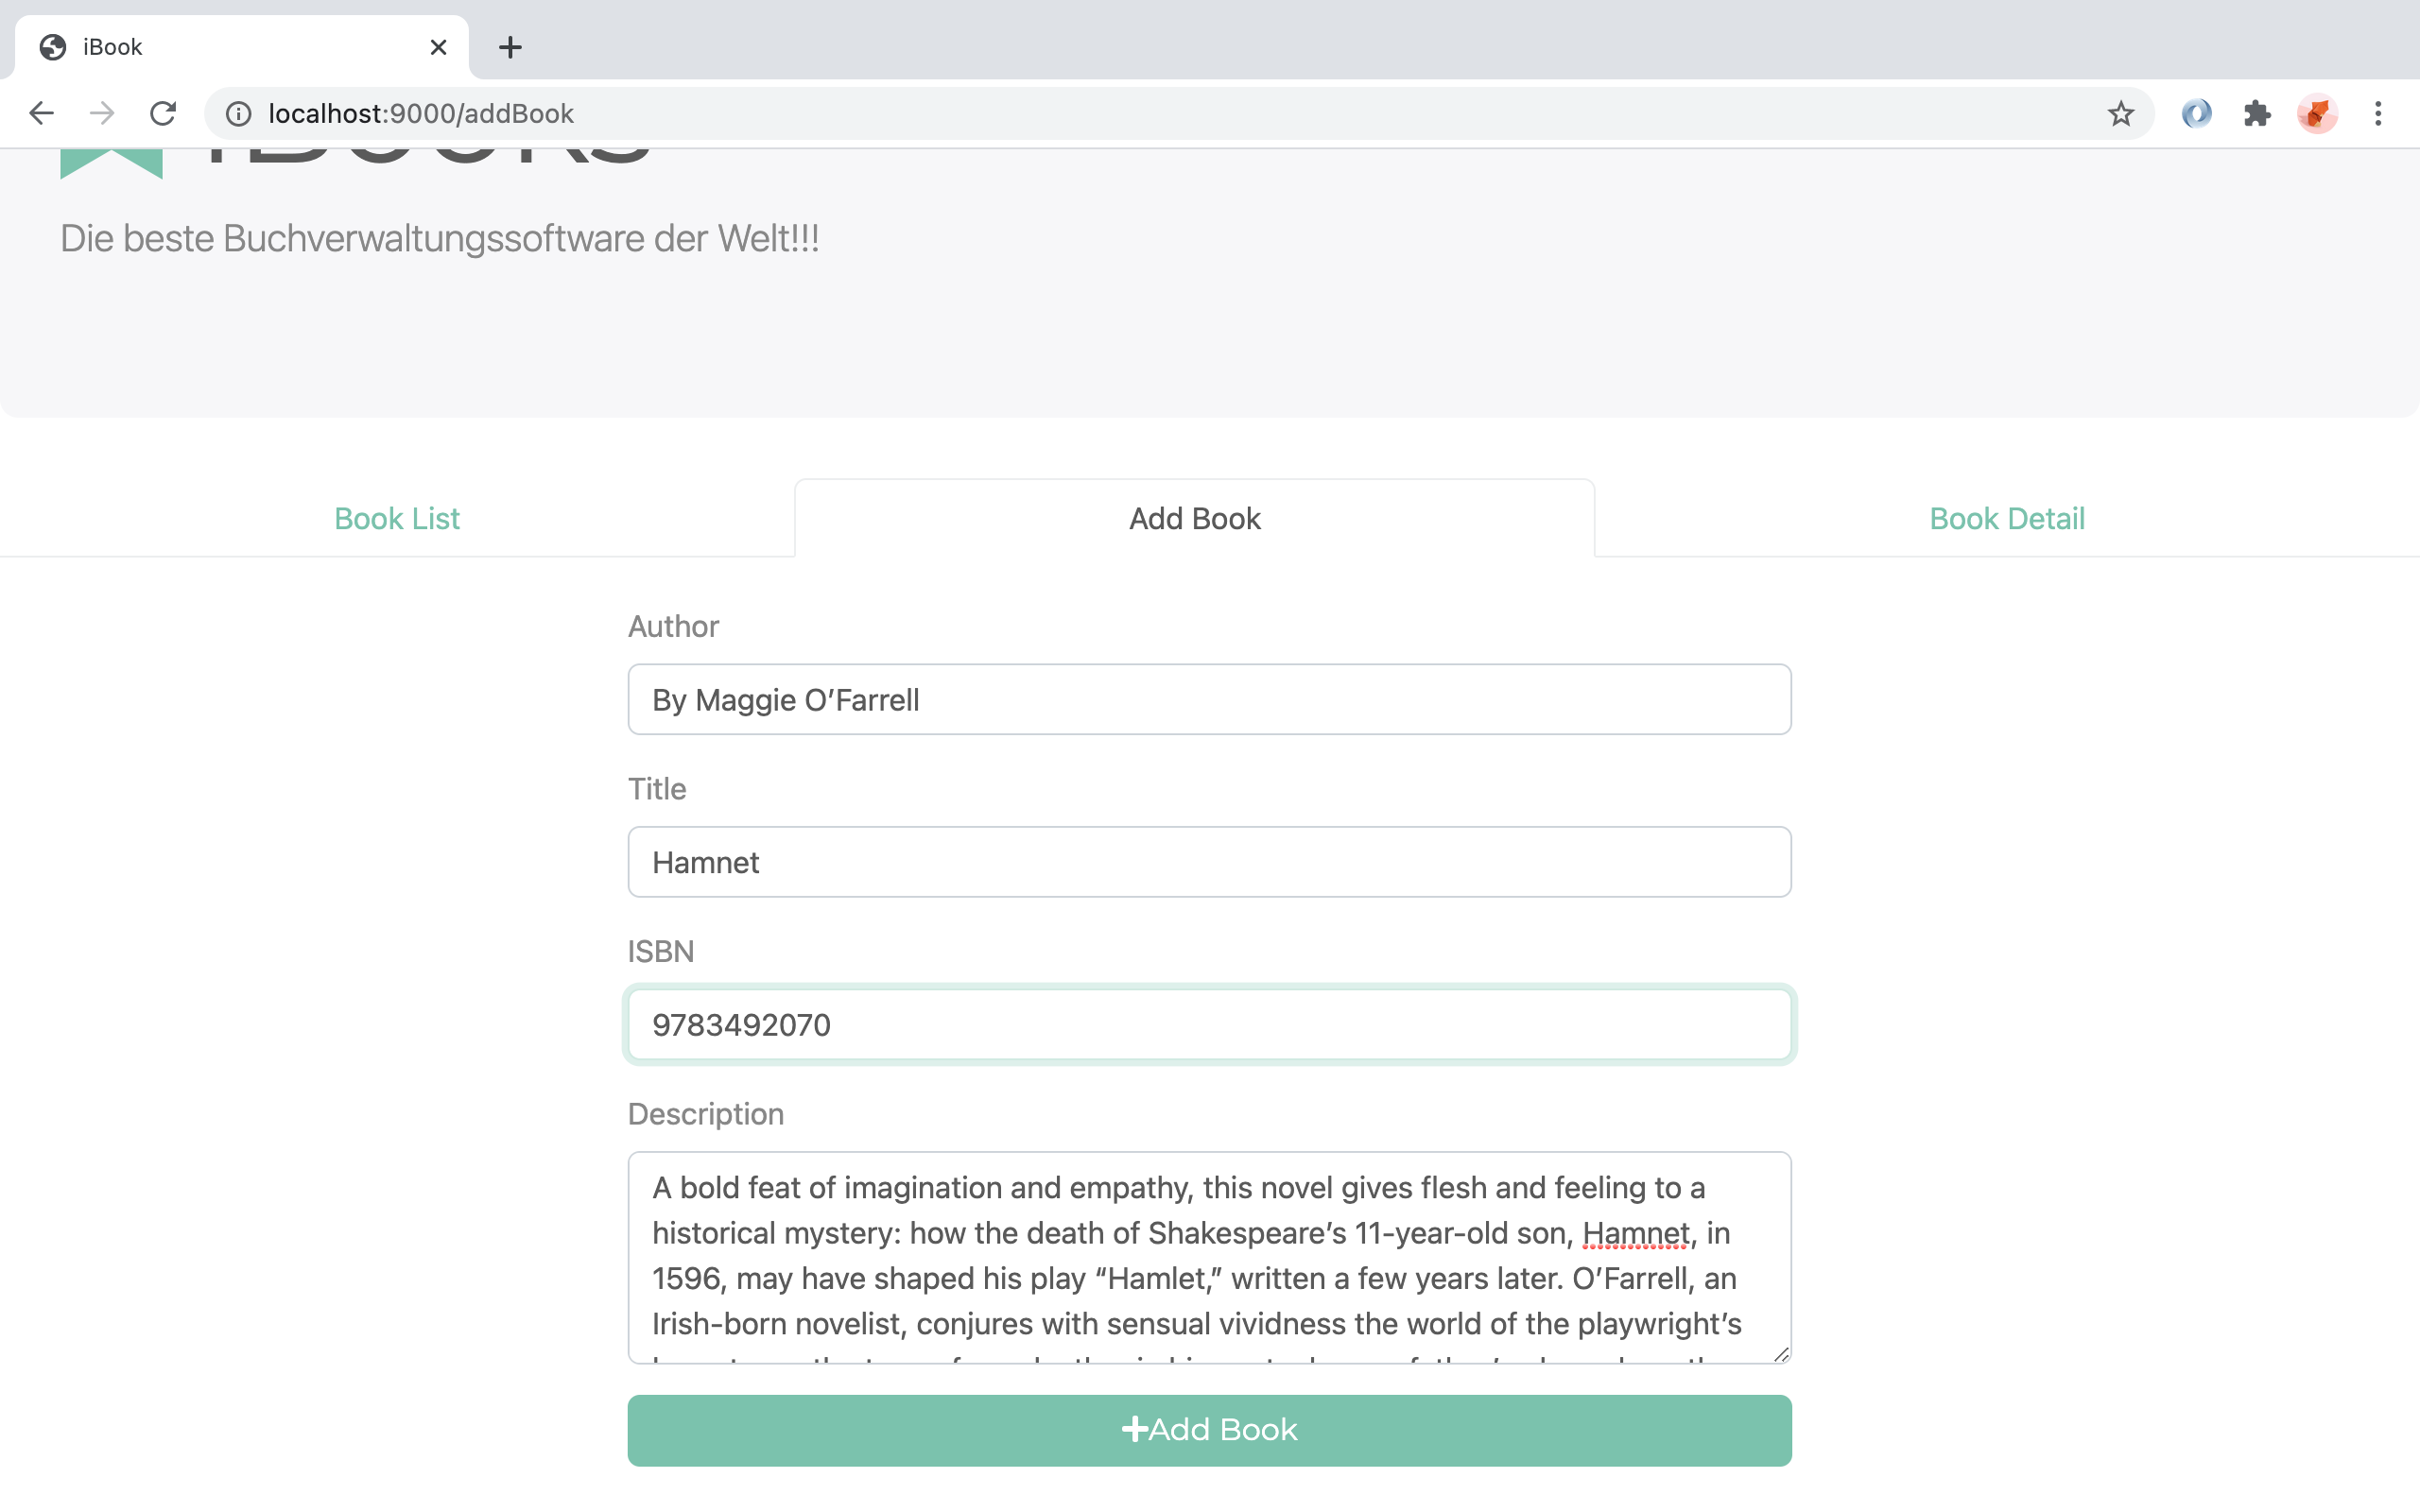 iBook
localhost:9000/addBook
iBooks
Die beste Buchverwaltungssoftware der Welt!!!
Book List
Add Book
Book Detail
Author
By Maggie O’Farrell
Title
Hamnet
ISBN
9783492070
Description
A bold feat of imagination and empathy, this novel gives flesh and feeling to a
historical mystery: how the death of Shakespeare’s 11-year-old son, Hamnet, in
1596, may have shaped his play “Hamlet,” written a few years later. O’Farrell, an
Irish-born novelist, conjures with sensual vividness the world of the playwright’s
Add Book